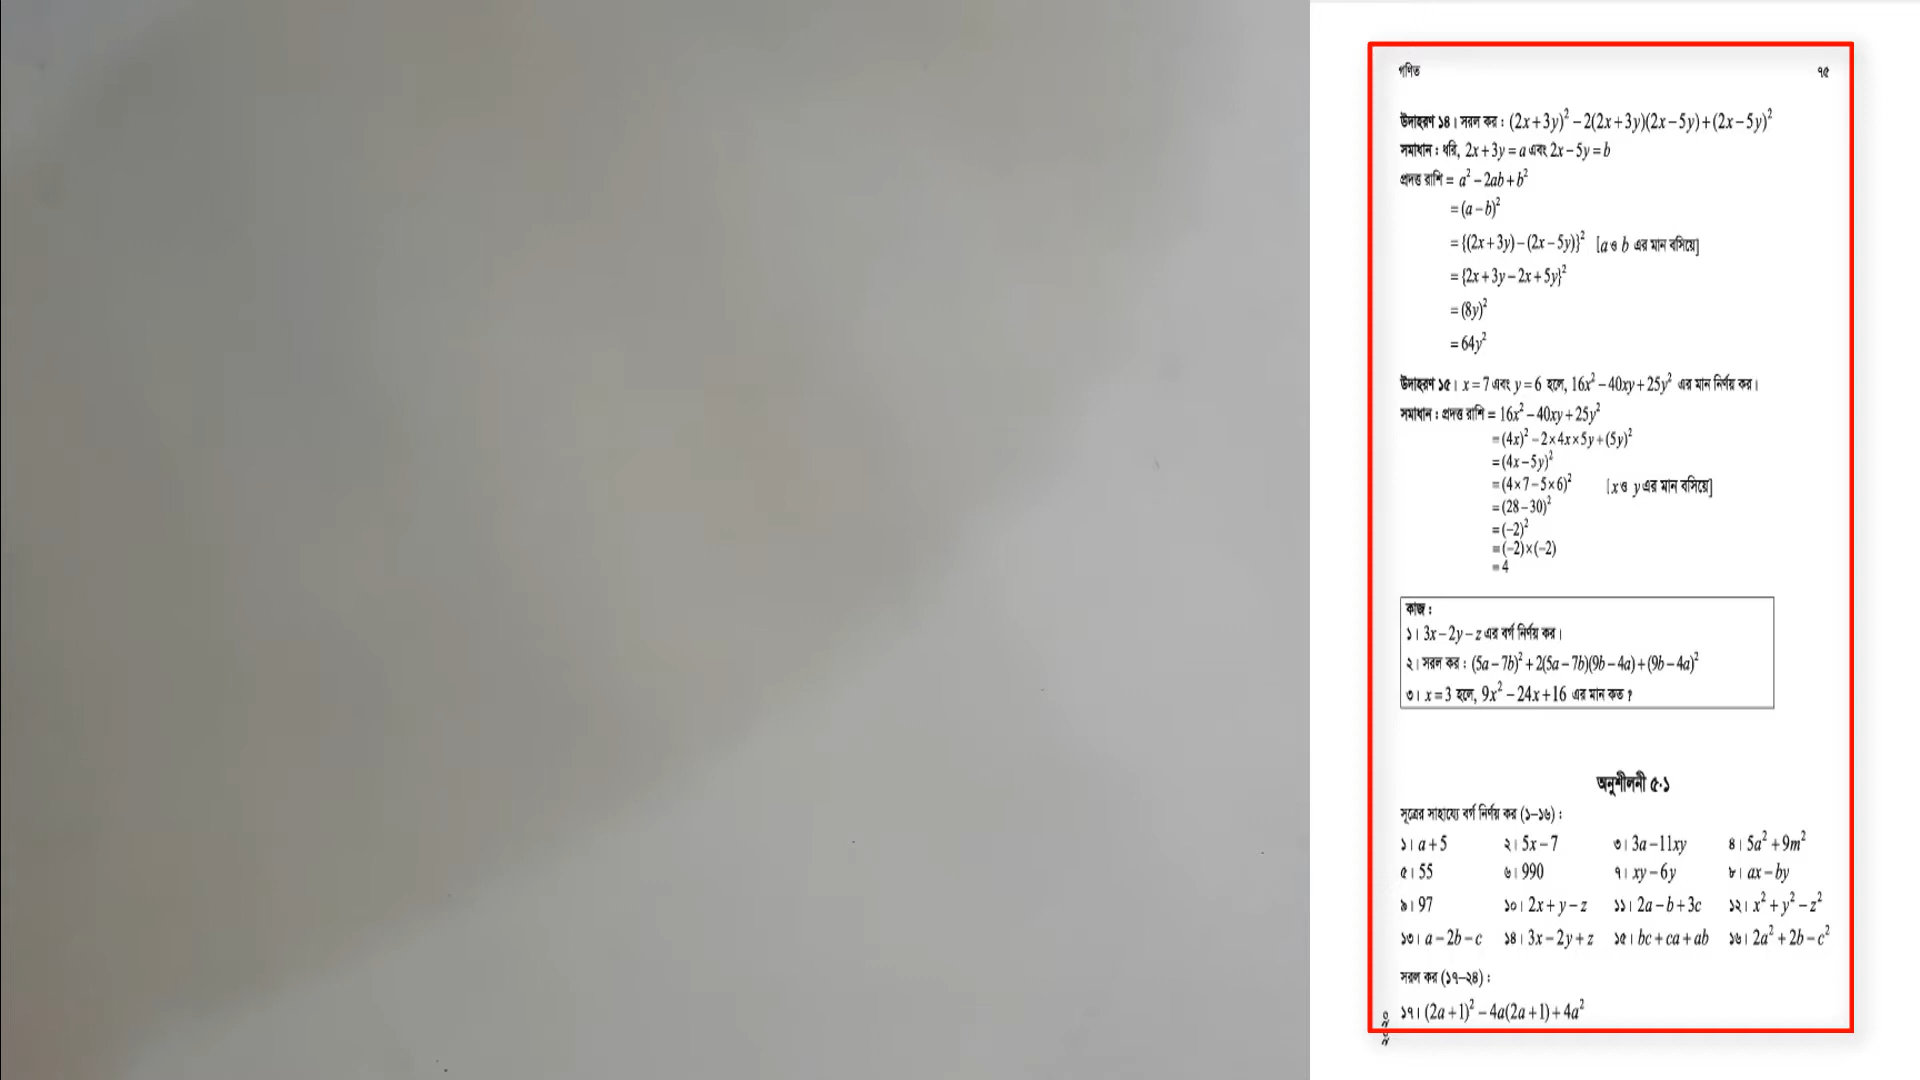 গণিত ৭৫
উদাহরণ ১৪। সরল কর : (2x+3y)² − 2(2x+3y)(2x−5y)+(2x−5y)²
সমাধান : ধরি, 2x+3y = a এবং 2x−5y = b
প্রদত্ত রাশি = a² − 2ab + b²
= (a − b)²
= {(2x+3y)−(2x−5y)}² [a ও b এর মান বসিয়ে]
= {2x+3y−2x+5y}²
= (8y)²
= 64y²
উদাহরণ ১৫। x = 7 এবং y = 6 হলে, 16x² − 40xy + 25y² এর মান নির্ণয় কর।
সমাধান : প্রদত্ত রাশি = 16x² − 40xy + 25y²
= (4x)² − 2×4x×5y + (5y)²
= (4x−5y)²
= (4×7−5×6)² [x ও y এর মান বসিয়ে]
= (28−30)²
= (−2)²
= (−2)×(−2)
= 4
কাজ :
১। 3x−2y−z এর বর্গ নির্ণয় কর।
২। সরল কর : (5a−7b)² + 2(5a−7b)(9b−4a)+(9b−4a)²
৩। x = 3 হলে, 9x² − 24x+16 এর মান কত ?
অনুশীলনী ৫.১
সূত্রের সাহায্যে বর্গ নির্ণয় কর (১–১৬) :
১। a+5 ২। 5x−7 ৩। 3a−11xy ৪। 5a² + 9m²
৫। 55 ৬। 990 ৭। xy−6y ৮। ax−by
৯। 97 ১০। 2x+y−z ১১। 2a−b+3c ১২। x² + y² − z²
১৩। a−2b−c ১৪। 3x−2y+z ১৫। bc+ca+ab ১৬। 2a² + 2b − c²
সরল কর (১৭–২৪) :
১৭। (2a+1)² − 4a(2a+1)+4a²